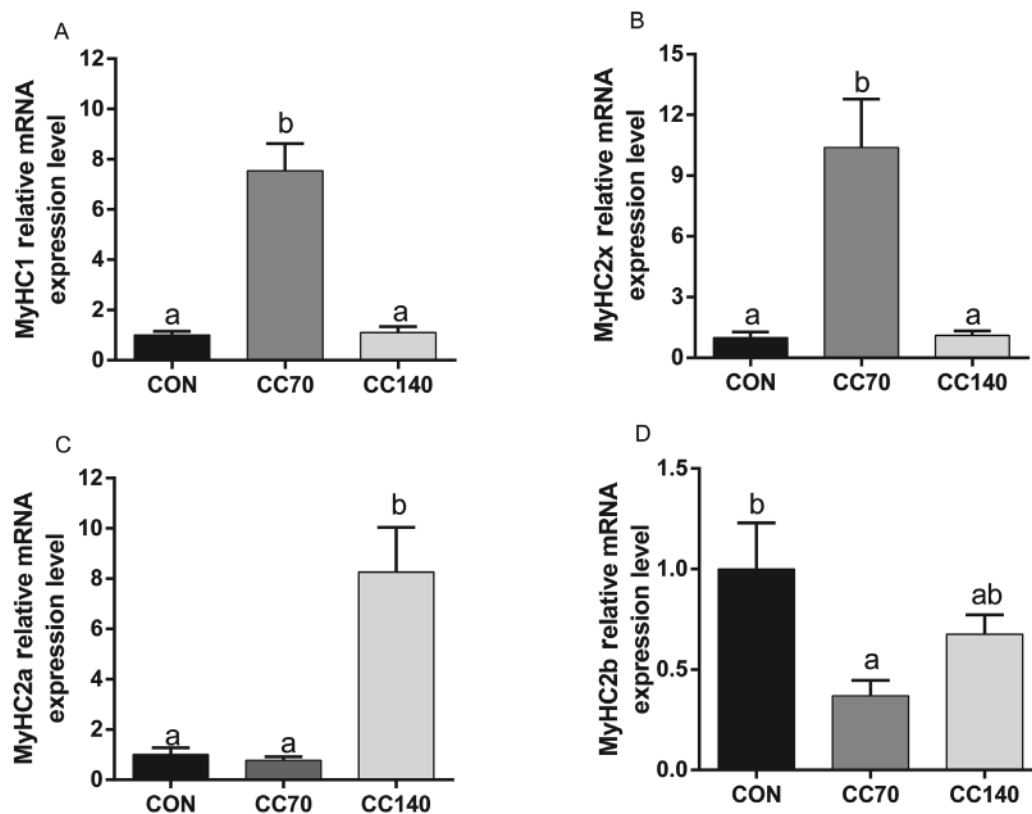 A
MyHC1 relative mRNA
expression level
12
10
8
6
4
2
0
a
b
a
CON
CC70
CC140
B
MyHC2x relative mRNA
expression level
15
12
9
6
3
0
a
b
a
CON
CC70
CC140
C
MyHC2a relative mRNA
expression level
12
10
8
6
4
2
0
a
a
b
CON
CC70
CC140
D
MyHC2b relative mRNA
expression level
1.5
1.0
0.5
0.0
b
a
ab
CON
CC70
CC140